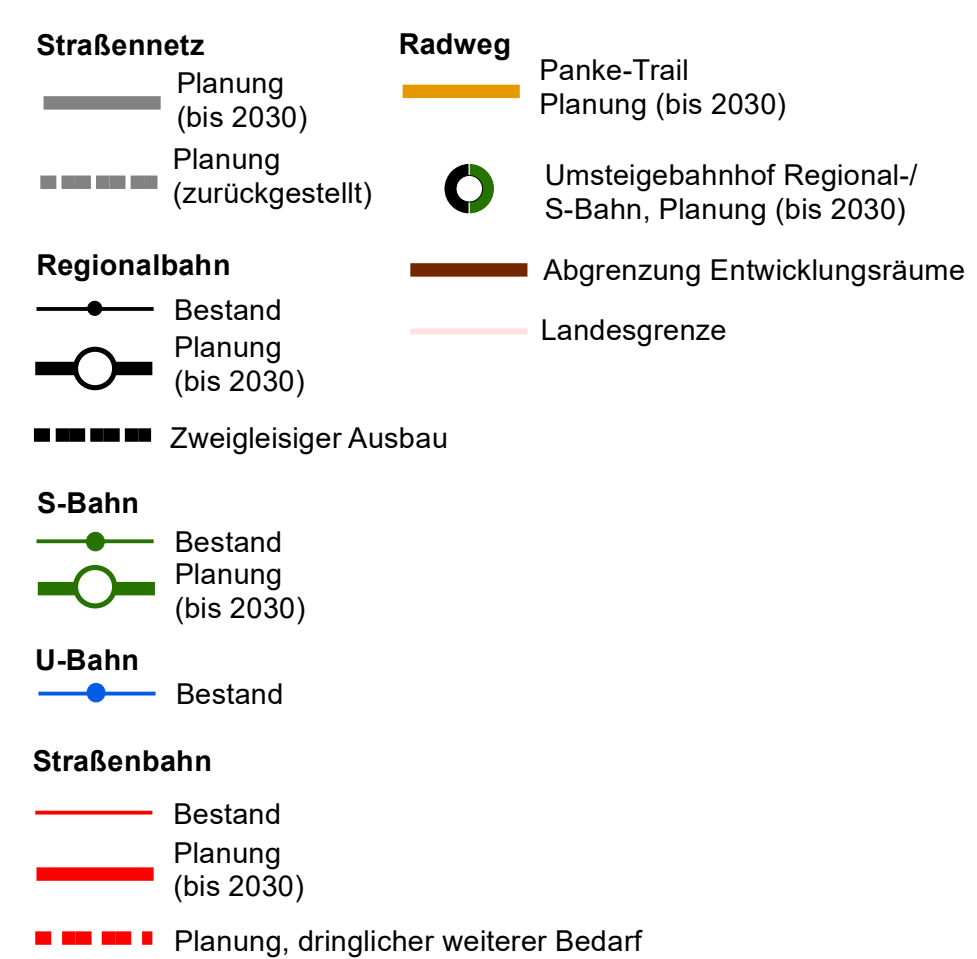 Straßennetz
Planung
(bis 2030)
Planung
(zurückgestellt)
Regionalbahn
Bestand
Planung
(bis 2030)
Zweigleisiger Ausbau
S-Bahn
Bestand
Planung
(bis 2030)
U-Bahn
Bestand
Straßenbahn
Bestand
Planung
(bis 2030)
Planung, dringlicher weiterer Bedarf
Radweg
Panke-Trail
Planung (bis 2030)
Umsteigebahnhof Regional-/
S-Bahn, Planung (bis 2030)
Abgrenzung Entwicklungsräume
Landesgrenze